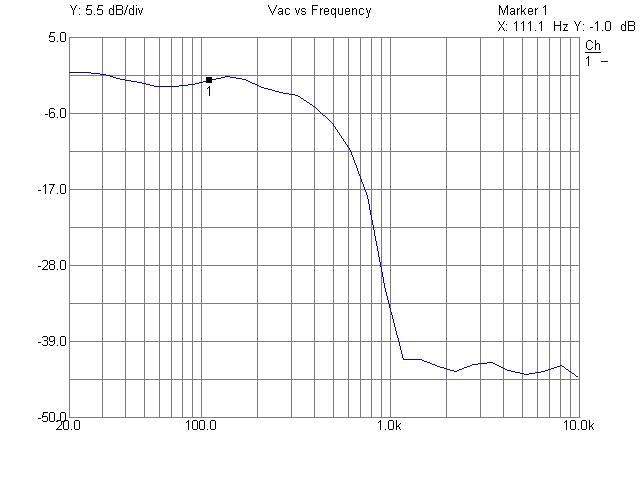 Y: 5.5 dB/div
Vac vs Frequency
Marker 1
X: 111.1 Hz Y: -1.0 dB
Ch
1 –
5.0
-6.0
-17.0
-28.0
-39.0
-50.0
1
20.0
100.0
1.0k
10.0k